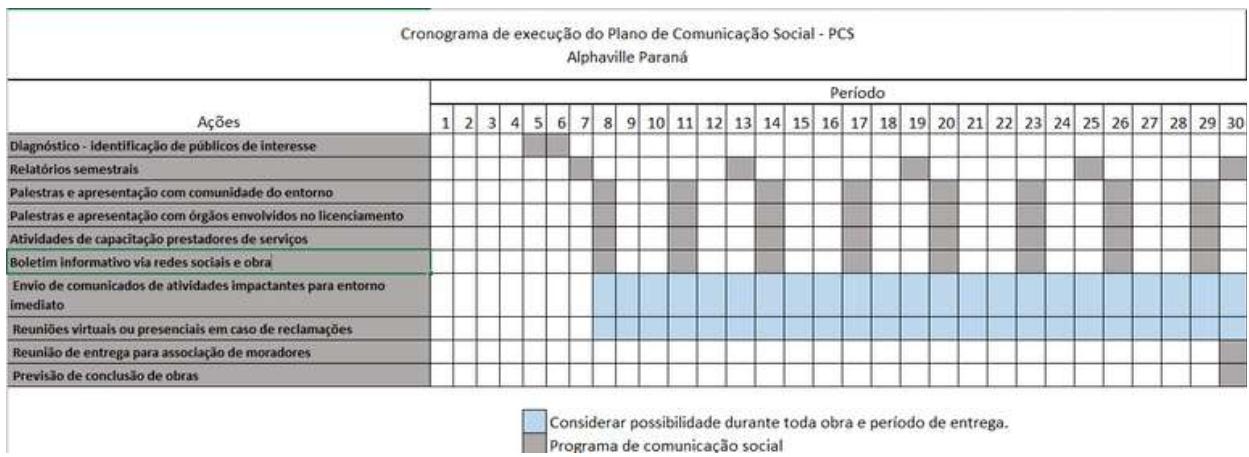 Cronograma de execução do Plano de Comunicação Social - PCS
Alphaville Paraná
Período
Ações 1 2 3 4 5 6 7 8 9 10 11 12 13 14 15 16 17 18 19 20 21 22 23 24 25 26 27 28 29 30
Diagnóstico - identificação de públicos de interesse
Relatórios semestrais
Palestras e apresentação com comunidade do entorno
Palestras e apresentação com órgãos envolvidos no licenciamento
Atividades de capacitação prestadores de serviços
Boletim informativo via redes sociais e obra
Envio de comunicados de atividades impactantes para entorno
imediato
Reuniões virtuais ou presenciais em caso de reclamações
Reunião de entrega para associação de moradores
Previsão de conclusão de obras
Considerar possibilidade durante toda obra e período de entrega.
Programa de comunicação social